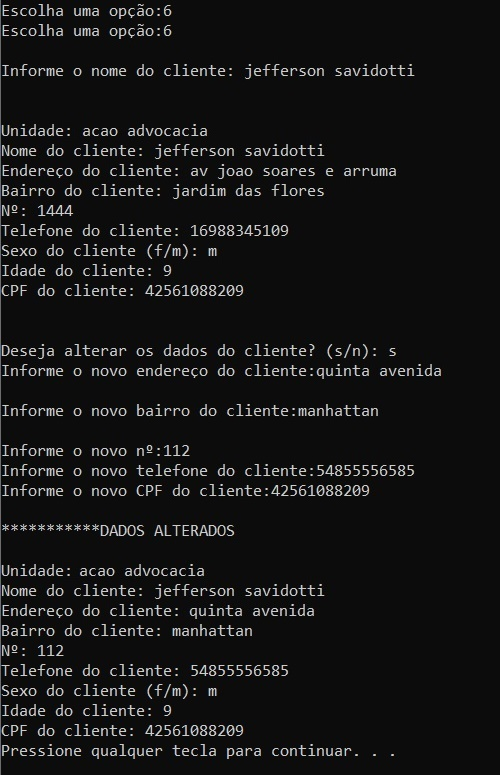 Escolha uma opção:6
Escolha uma opção:6
Informe o nome do cliente: jefferson savidotti
Unidade: acao advocacia
Nome do cliente: jefferson savidotti
Endereço do cliente: av joao soares e arruma
Bairro do cliente: jardim das flores
Nº: 1444
Telefone do cliente: 16988345109
Sexo do cliente (f/m): m
Idade do cliente: 9
CPF do cliente: 42561088209
Deseja alterar os dados do cliente? (s/n): s
Informe o novo endereço do cliente:quinta avenida
Informe o novo bairro do cliente:manhattan
Informe o novo nº:112
Informe o novo telefone do cliente:54855556585
Informe o novo CPF do cliente:42561088209
***********DADOS ALTERADOS
Unidade: acao advocacia
Nome do cliente: jefferson savidotti
Endereço do cliente: quinta avenida
Bairro do cliente: manhattan
Nº: 112
Telefone do cliente: 54855556585
Sexo do cliente (f/m): m
Idade do cliente: 9
CPF do cliente: 42561088209
Pressione qualquer tecla para continuar. . .